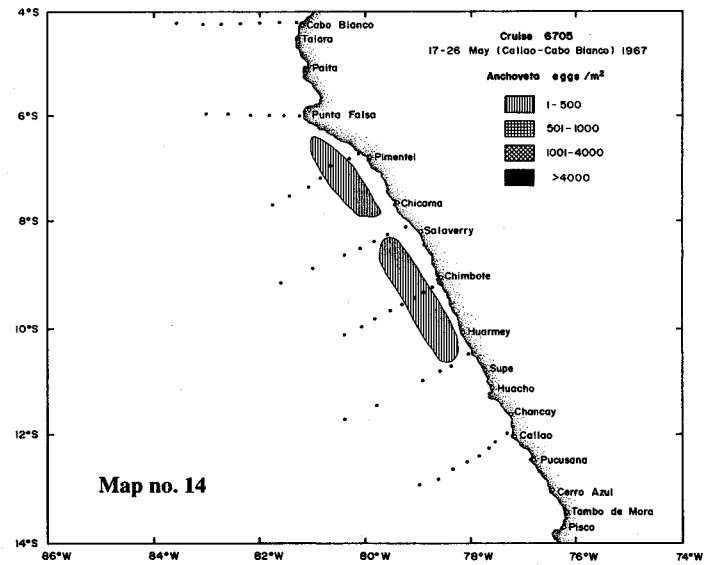 4°S
Cabo Blanco
Talara
Paita
Cruise 6705
17-26 May (Callao-Cabo Blanco) 1967
Anchoveta eggs /m²
1-500
501-1000
1001-4000
>4000
6°S
Punta Falsa
Pimentel
Chicama
8°S
Salaverry
Chimbote
10°S
Huarmey
Supe
Huacho
Chancay
12°S
Callao
Pucusana
Map no. 14
Cerro Azul
Tambo de Mora
Pisco
14°S
86°W 84°W 82°W 80°W 78°W 76°W 74°W